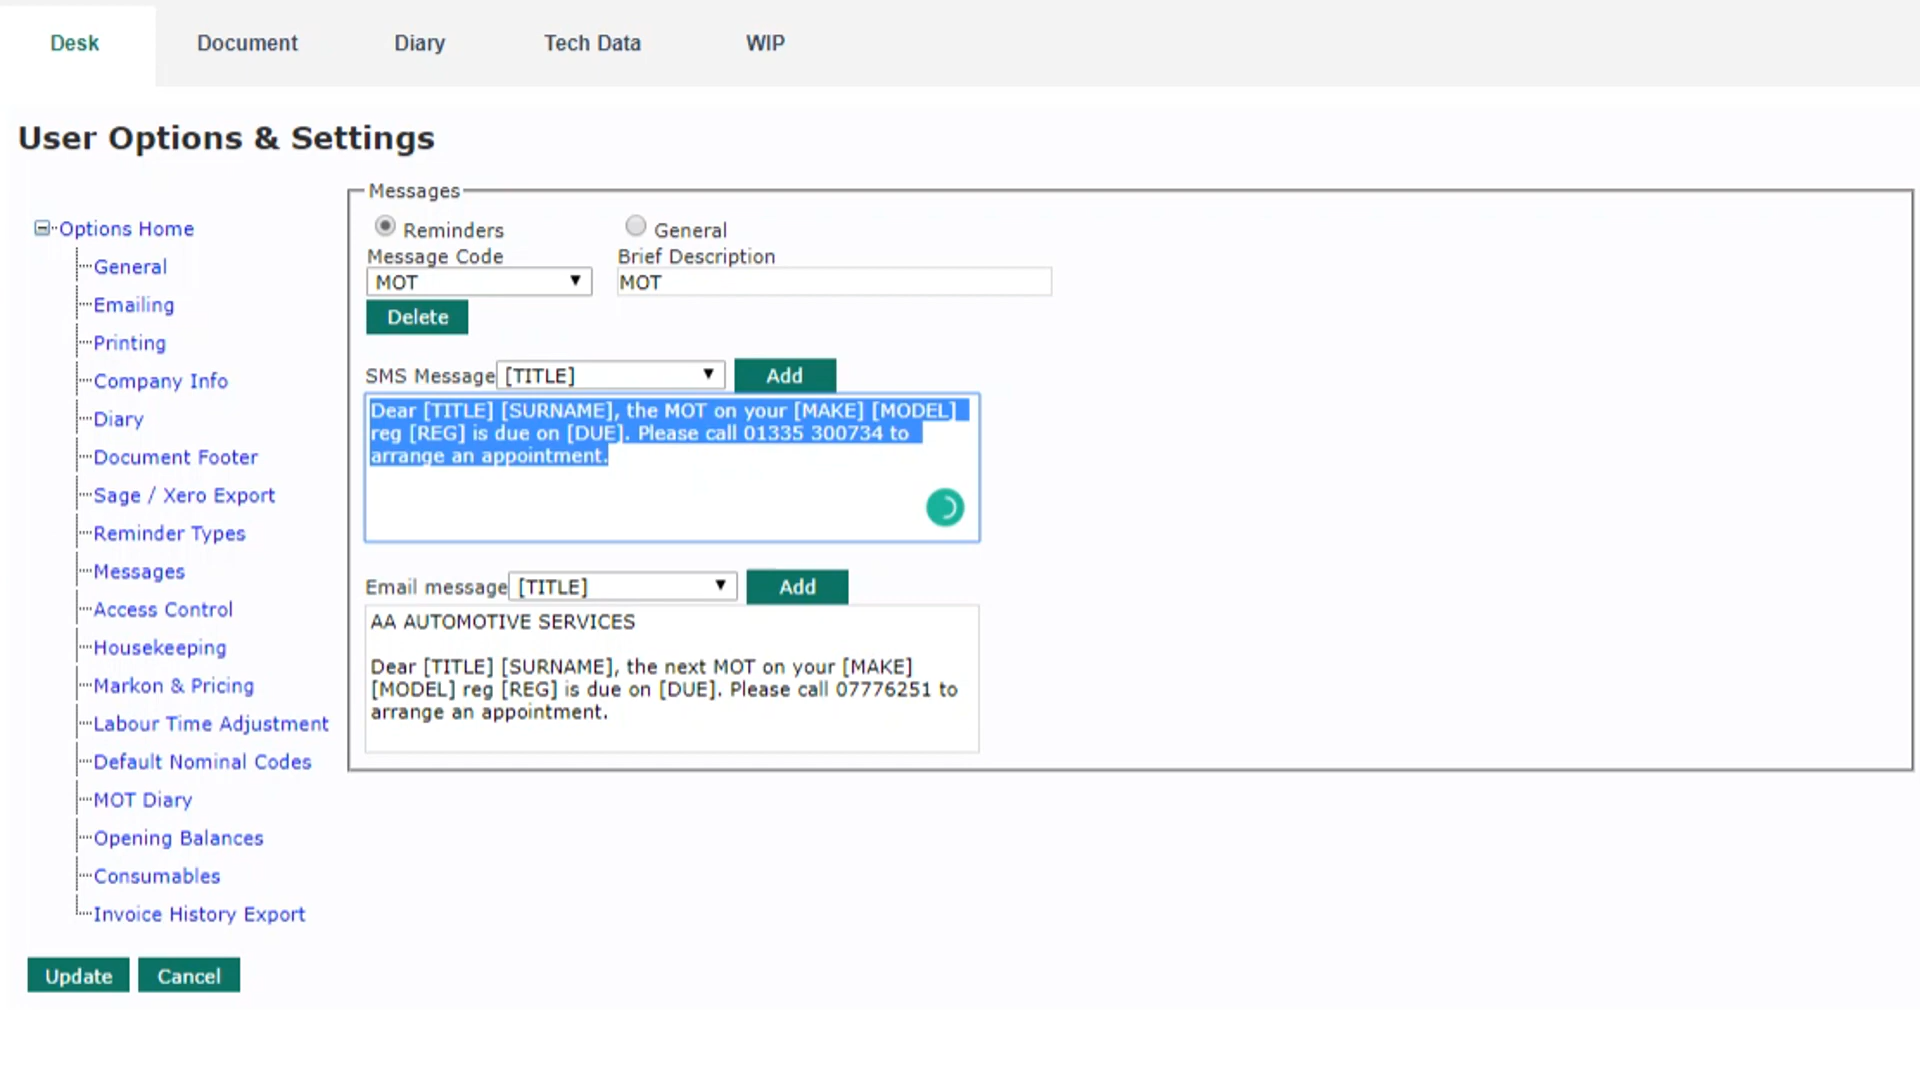 Desk Document Diary Tech Data WIP
User Options & Settings
Options Home
General
Emailing
Printing
Company Info
Diary
Document Footer
Sage / Xero Export
Reminder Types
Messages
Access Control
Housekeeping
Markon & Pricing
Labour Time Adjustment
Default Nominal Codes
MOT Diary
Opening Balances
Consumables
Invoice History Export
Update Cancel
Messages
Reminders General
Message Code Brief Description
MOT MOT
Delete
SMS Message [TITLE] Add
Dear [TITLE] [SURNAME], the MOT on your [MAKE] [MODEL]
reg [REG] is due on [DUE]. Please call 01335 300734 to
arrange an appointment.
Email message [TITLE] Add
AA AUTOMOTIVE SERVICES
Dear [TITLE] [SURNAME], the next MOT on your [MAKE]
[MODEL] reg [REG] is due on [DUE]. Please call 07776251 to
arrange an appointment.